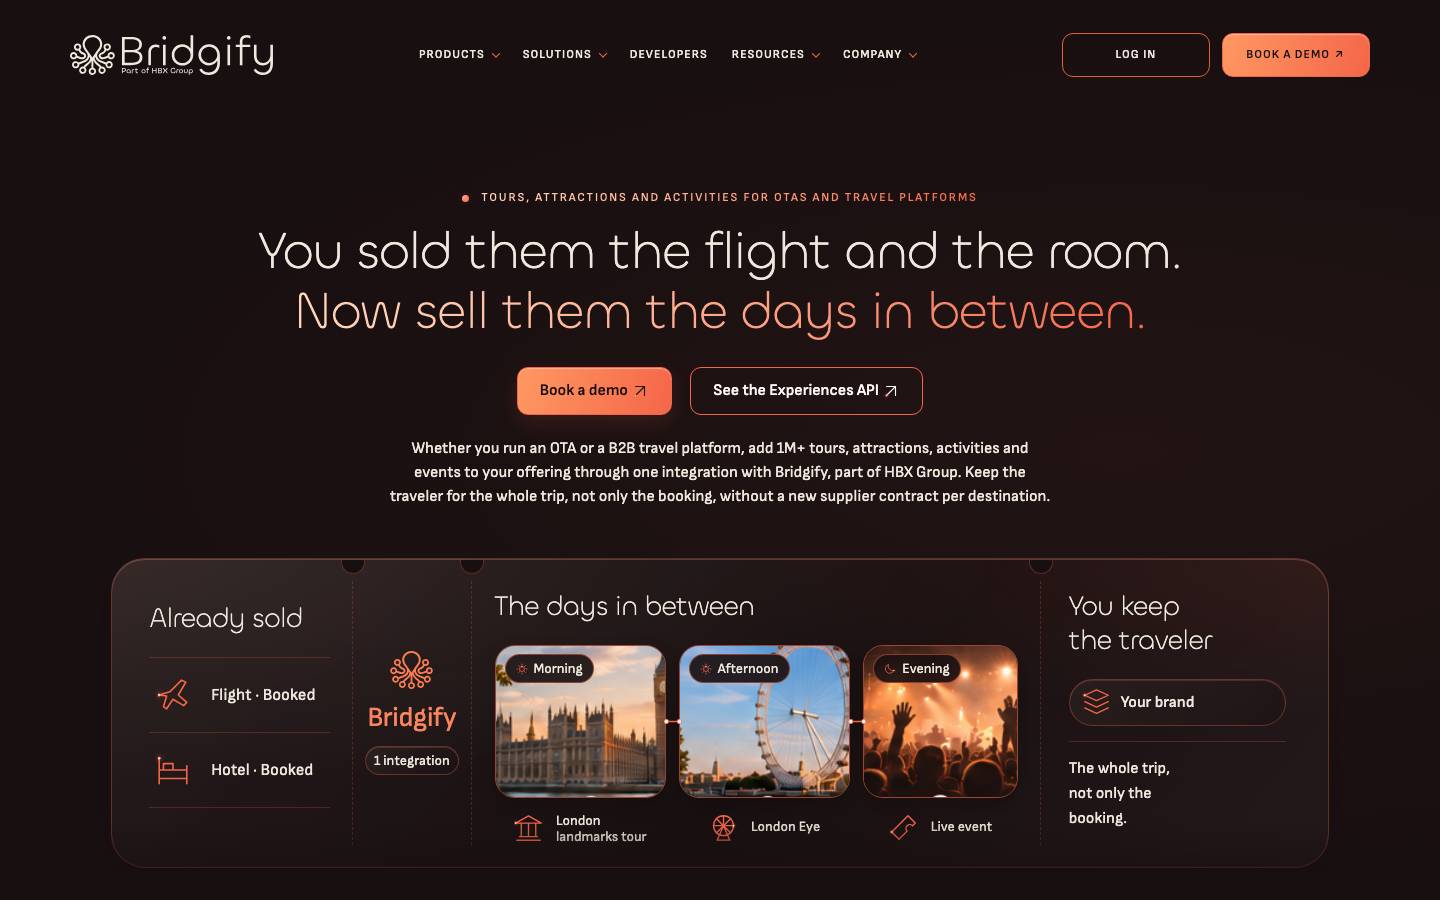 Bridgify
Part of HBX Group
PRODUCTS
SOLUTIONS
DEVELOPERS
RESOURCES
COMPANY
LOG IN
BOOK A DEMO
TOURS, ATTRACTIONS AND ACTIVITIES FOR OTAS AND TRAVEL PLATFORMS
You sold them the flight and the room.
Now sell them the days in between.
Book a demo
See the Experiences API
Whether you run an OTA or a B2B travel platform, add 1M+ tours, attractions, activities and
events to your offering through one integration with Bridgify, part of HBX Group. Keep the
traveler for the whole trip, not only the booking, without a new supplier contract per destination.
Already sold
Flight · Booked
Hotel · Booked
Bridgify
1 integration
The days in between
Morning
Afternoon
Evening
London
landmarks tour
London Eye
Live event
You keep
the traveler
Your brand
The whole trip,
not only the
booking.